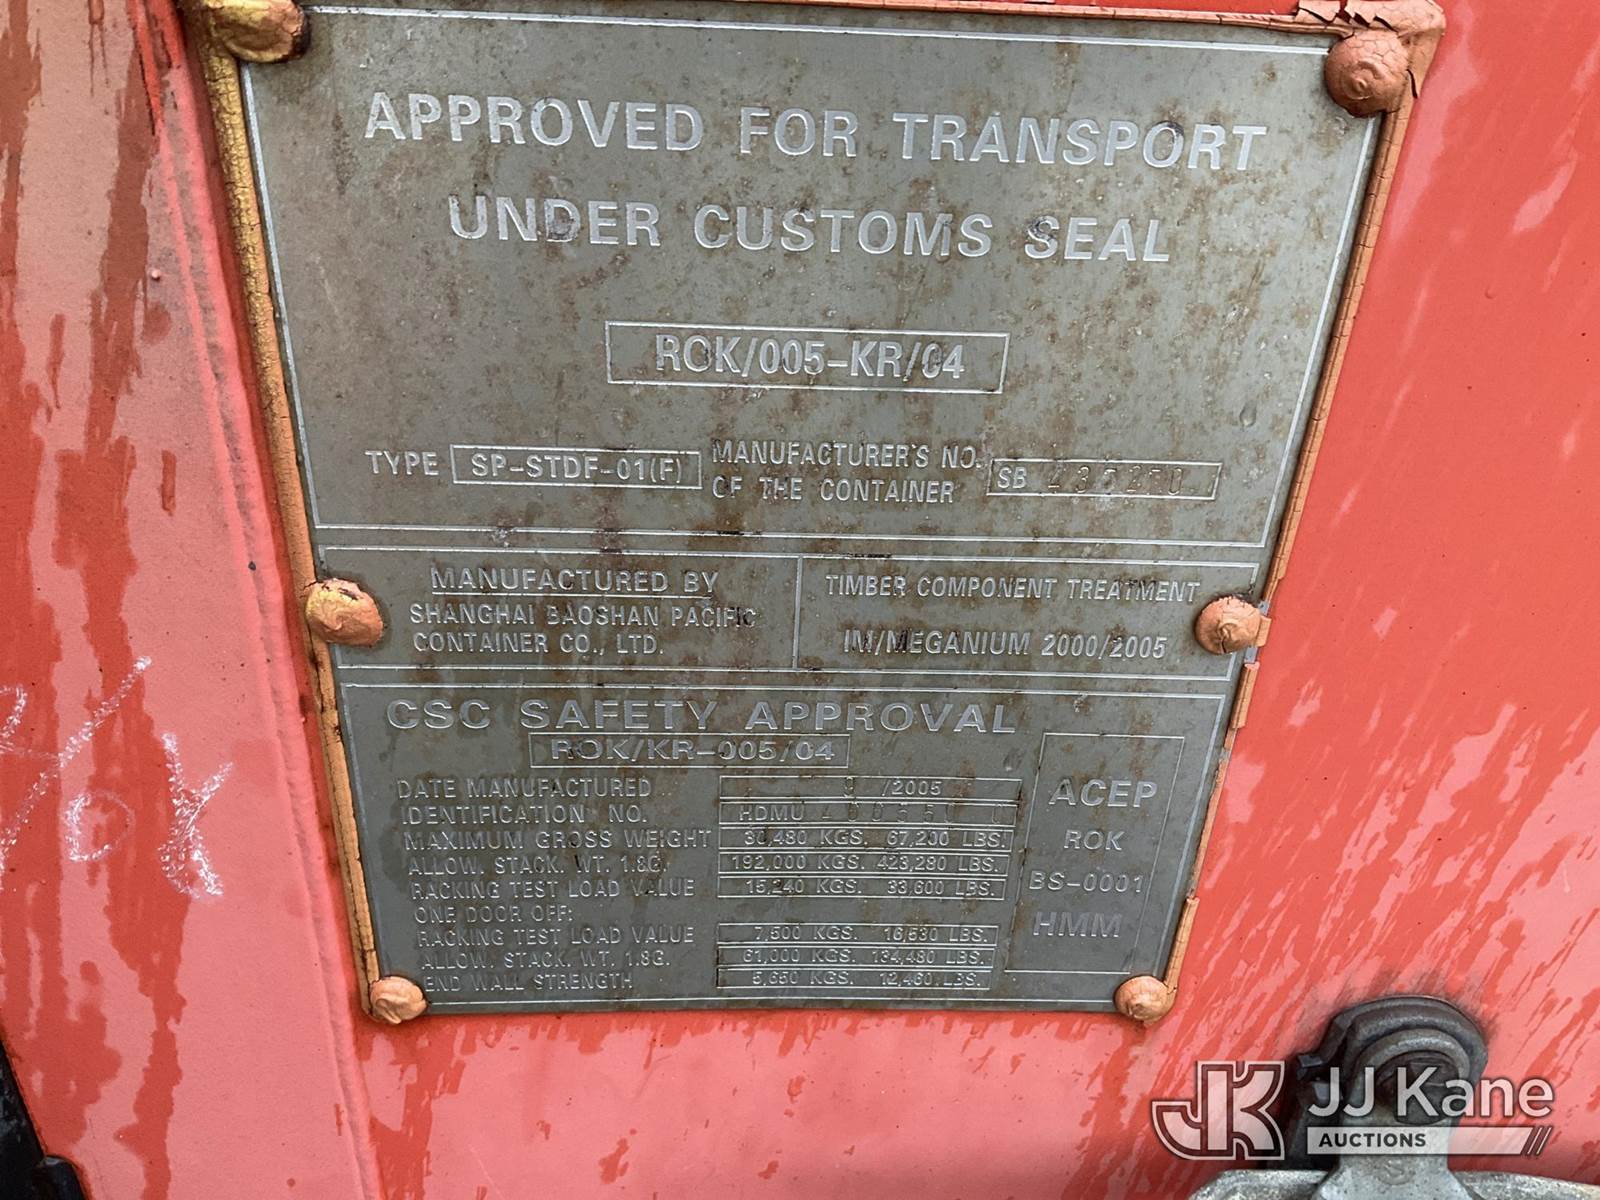 APPROVED FOR TRANSPORT
UNDER CUSTOMS SEAL
ROK/005-KR/04
TYPE SP-STDF-01(F) MANUFACTURER'S NO. OF THE CONTAINER SB
MANUFACTURED BY
SHANGHAI BAOSHAN PACIFIC
CONTAINER CO., LTD.
TIMBER COMPONENT TREATMENT
IM/MEGANIUM 2000/2005
CSC SAFETY APPROVAL
ROK/KR-005/04
DATE MANUFACTURED /2005
IDENTIFICATION NO. HDMU
MAXIMUM GROSS WEIGHT 30,480 KGS. 67,200 LBS.
ALLOW. STACK. WT. 1.8G. 192,000 KGS. 423,280 LBS.
RACKING TEST LOAD VALUE 15,240 KGS. 33,600 LBS.
ONE DOOR OFF:
RACKING TEST LOAD VALUE 7,500 KGS. 16,530 LBS.
ALLOW. STACK. WT. 1.8G. 61,000 KGS. 134,480 LBS.
END WALL STRENGTH 5,650 KGS. 12,460 LBS.
ACEP
ROK
BS-0001
HMM
JK JJ Kane
AUCTIONS